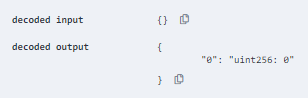 decoded input {}
decoded output {
"0": "uint256: 0"
}